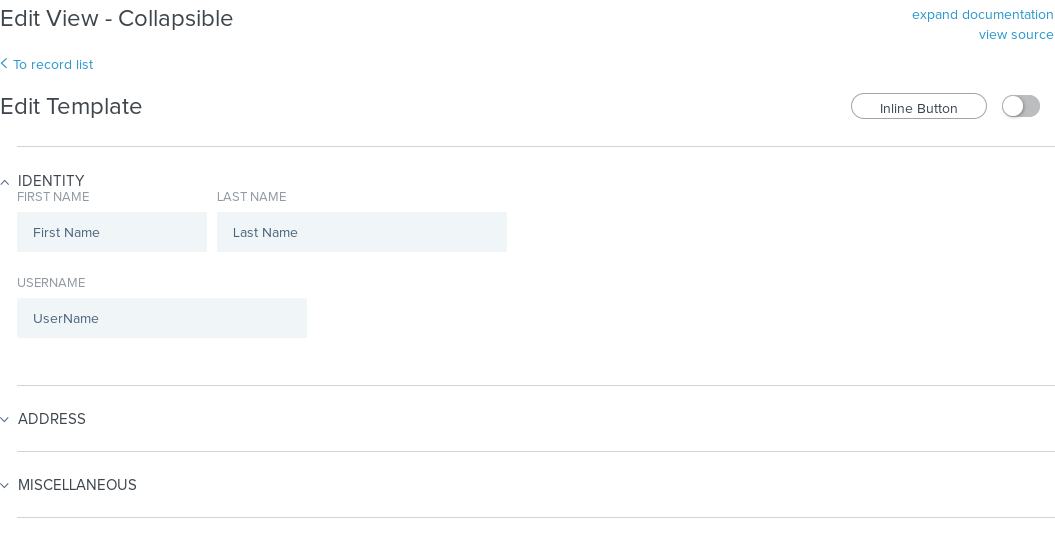 Edit View - Collapsible
expand documentation
view source
To record list
Edit Template
Inline Button
IDENTITY
FIRST NAME
LAST NAME
First Name
Last Name
USERNAME
UserName
ADDRESS
MISCELLANEOUS